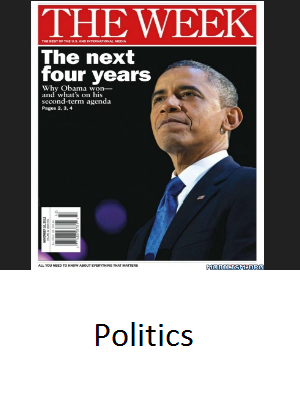 THE WEEK
THE BEST OF THE U.S. AND INTERNATIONAL MEDIA
The next
four years
Why Obama won—
and what's on his
second-term agenda
Pages 2, 3, 4
ALL YOU NEED TO KNOW ABOUT EVERYTHING THAT MATTERS
Politics